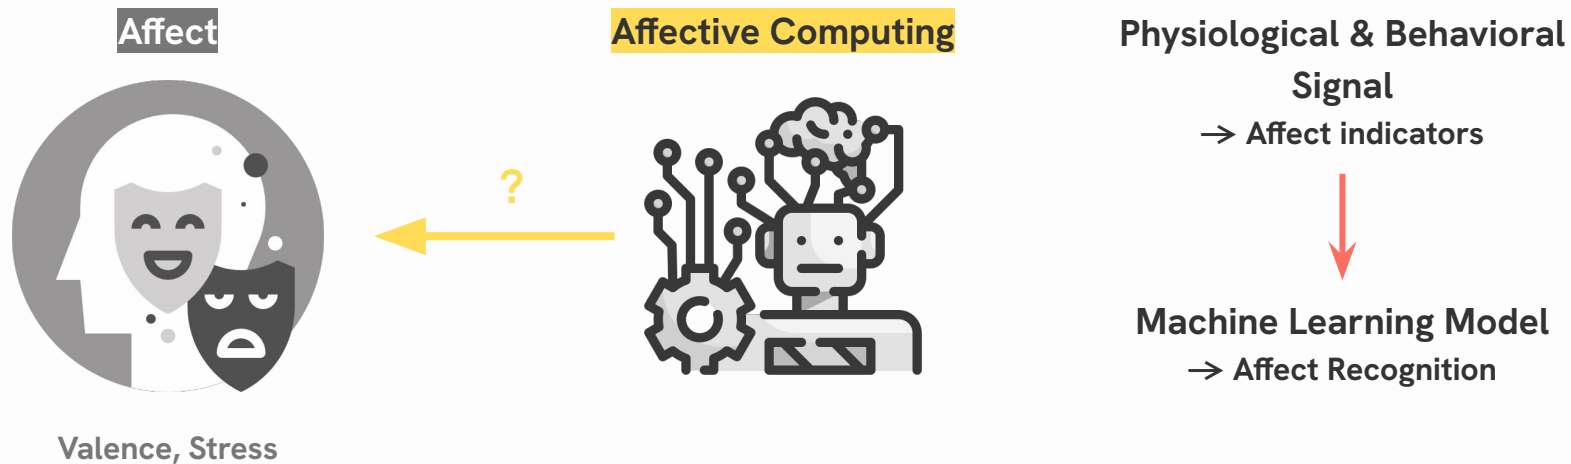 Affect
Valence, Stress
?
Affective Computing
Physiological & Behavioral
Signal
→ Affect indicators
Machine Learning Model
→ Affect Recognition